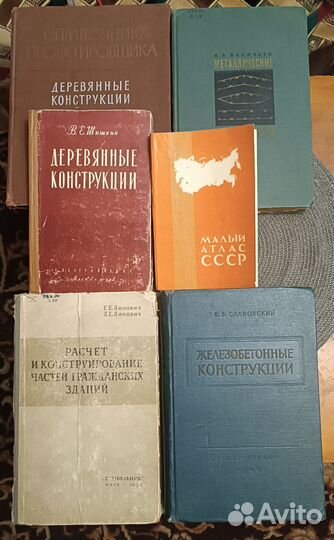 СПРАВОЧНИК
ПРОЕКТИРОВЩИКА
ДЕРЕВЯННЫЕ
КОНСТРУКЦИИ
А.А. ВАСИЛЬЕВ
МЕТАЛЛИЧЕСКИЕ
В.Е. Шишкин
ДЕРЕВЯННЫЕ
КОНСТРУКЦИИ
МАЛЫЙ
АТЛАС
СССР
Е.Е. Линович
Л.Е. Линович
РАСЧЕТ
И КОНСТРУИРОВАНИЕ
ЧАСТЕЙ ГРАЖДАНСКИХ
ЗДАНИЙ
К. В. САХНОВСКИЙ
ЖЕЛЕЗОБЕТОННЫЕ
КОНСТРУКЦИИ
Avito